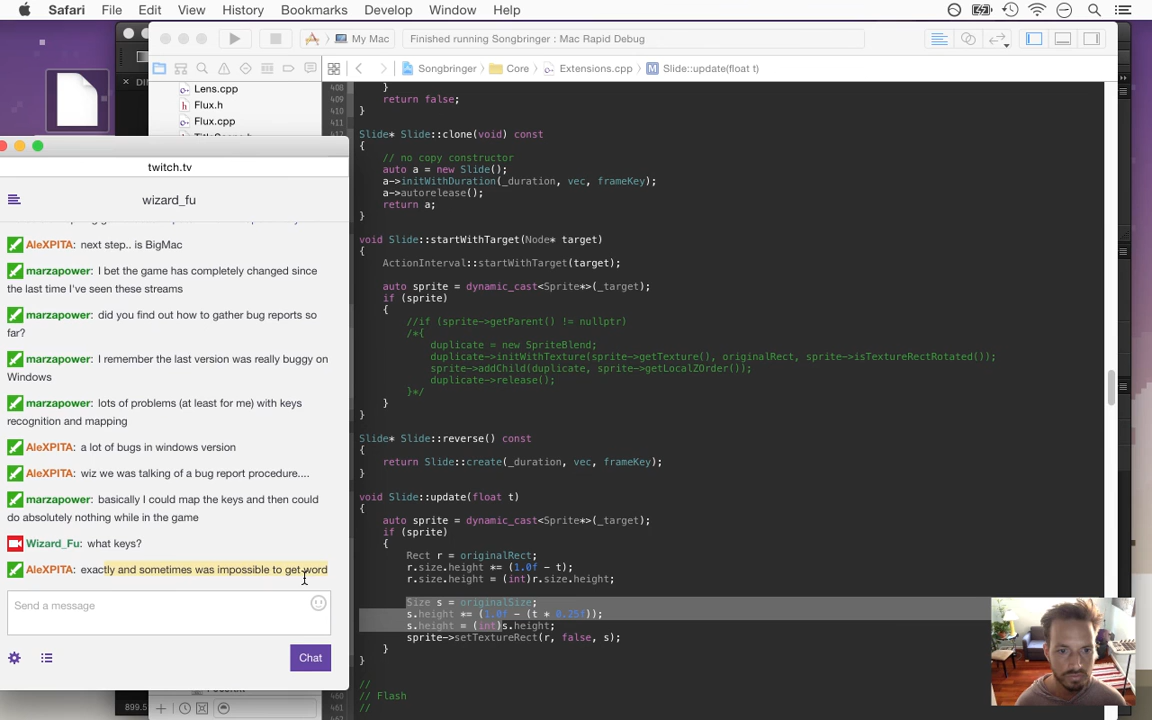 Safari File Edit View History Bookmarks Develop Window Help
My Mac
Finished running Songbringer : Mac Rapid Debug
Songbringer
Core
Extensions.cpp
M Slide::update(float t)
DIM
Lens.cpp
Flux.h
Flux.cpp
twitch.tv
wizard_fu
AleXPITA: next step.. is BigMac
marzapower: I bet the game has completely changed since
the last time I've seen these streams
marzapower: did you find out how to gather bug reports so
far?
marzapower: I remember the last version was really buggy on
Windows
marzapower: lots of problems (at least for me) with keys
recognition and mapping
AleXPITA: a lot of bugs in windows version
AleXPITA: wiz we was talking of a bug report procedure....
marzapower: basically I could map the keys and then could
do absolutely nothing while in the game
Wizard_Fu: what keys?
AleXPITA: exactly and sometimes was impossible to get word
Send a message
Chat
899.5
408 }
409 return false;
410 }
411
Slide* Slide::clone(void) const
{
// no copy constructor
auto a = new Slide();
a->initWithDuration(_duration, vec, frameKey);
a->autorelease();
return a;
}
void Slide::startWithTarget(Node* target)
{
ActionInterval::startWithTarget(target);
auto sprite = dynamic_cast<Sprite*>(_target);
if (sprite)
{
//if (sprite->getParent() != nullptr)
/*{
duplicate = new SpriteBlend;
duplicate->initWithTexture(sprite->getTexture(), originalRect, sprite->isTextureRectRotated());
sprite->addChild(duplicate, sprite->getLocalZOrder());
duplicate->release();
}*/
}
}
Slide* Slide::reverse() const
{
return Slide::create(_duration, vec, frameKey);
}
void Slide::update(float t)
{
auto sprite = dynamic_cast<Sprite*>(_target);
if (sprite)
{
Rect r = originalRect;
r.size.height *= (1.0f - t);
r.size.height = (int)r.size.height;
Size s = originalSize;
s.height *= (1.0f - (t * 0.25f));
s.height = (int)s.height;
sprite->setTextureRect(r, false, s);
}
}
//
460 // Flash
461 //